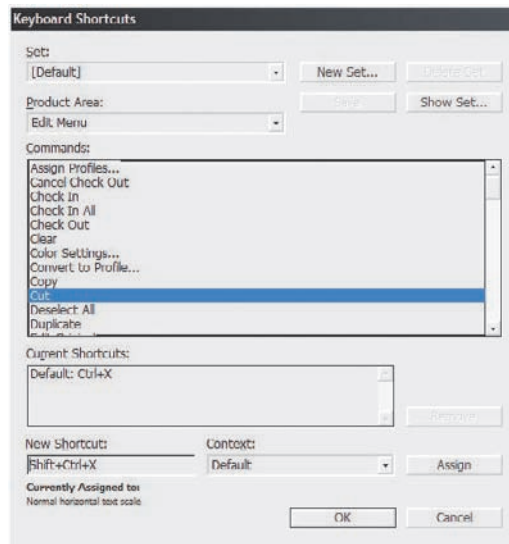 Keyboard Shortcuts
Set:
[Default]
New Set...
Delete Set
Product Area:
Save
Show Set...
Edit Menu
Commands:
Assign Profiles...
Cancel Check Out
Check In
Check In All
Check Out
Clear
Color Settings...
Convert to Profile...
Copy
Cut
Deselect All
Duplicate
Current Shortcuts:
Default: Ctrl+X
Remove
New Shortcut:
Context:
Shift+Ctrl+X
Default
Assign
Currently Assigned to:
Normal horizontal text scale
OK
Cancel